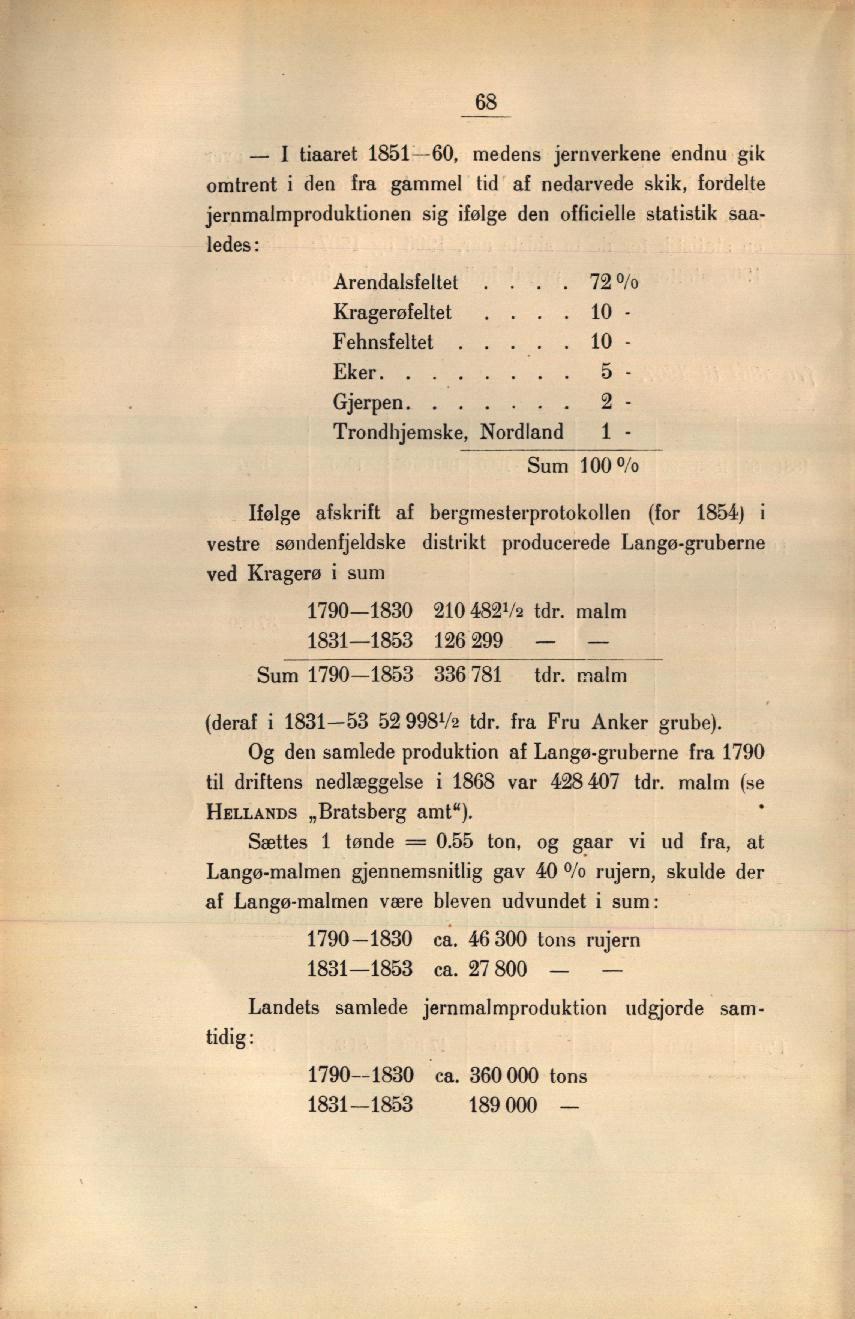 68
— I tiaaret 1851—60, medens jernverkene endnu gik
omtrent i den fra gammel tid af nedarvede skik, fordelte
jernmalmproduktionen sig ifølge den officielle statistik saa-
ledes:
Arendalsfeltet . . . . 72 %
Kragerøfeltet . . . . 10 -
Fehnsfeltet . . . . . 10 -
Eker. . . . . . . . 5 -
Gjerpen. . . . . . . 2 -
Trondhjemske, Nordland 1 -
Sum 100 %
Ifølge afskrift af bergmesterprotokollen (for 1854) i
vestre søndenfjeldske distrikt producerede Langø-gruberne
ved Kragerø i sum
1790—1830 210 482½ tdr. malm
1831—1853 126 299 — —
Sum 1790—1853 336 781 tdr. malm
(deraf i 1831—53 52 998½ tdr. fra Fru Anker grube).
Og den samlede produktion af Langø-gruberne fra 1790
til driftens nedlæggelse i 1868 var 428 407 tdr. malm (se
HELLANDS „Bratsberg amt“).
Sættes 1 tønde = 0.55 ton, og gaar vi ud fra, at
Langø-malmen gjennemsnitlig gav 40 % rujern, skulde der
af Langø-malmen være bleven udvundet i sum:
1790—1830 ca. 46 300 tons rujern
1831—1853 ca. 27 800 — —
Landets samlede jernmalmproduktion udgjorde sam-
tidig:
1790—1830 ca. 360 000 tons
1831—1853 189 000 —